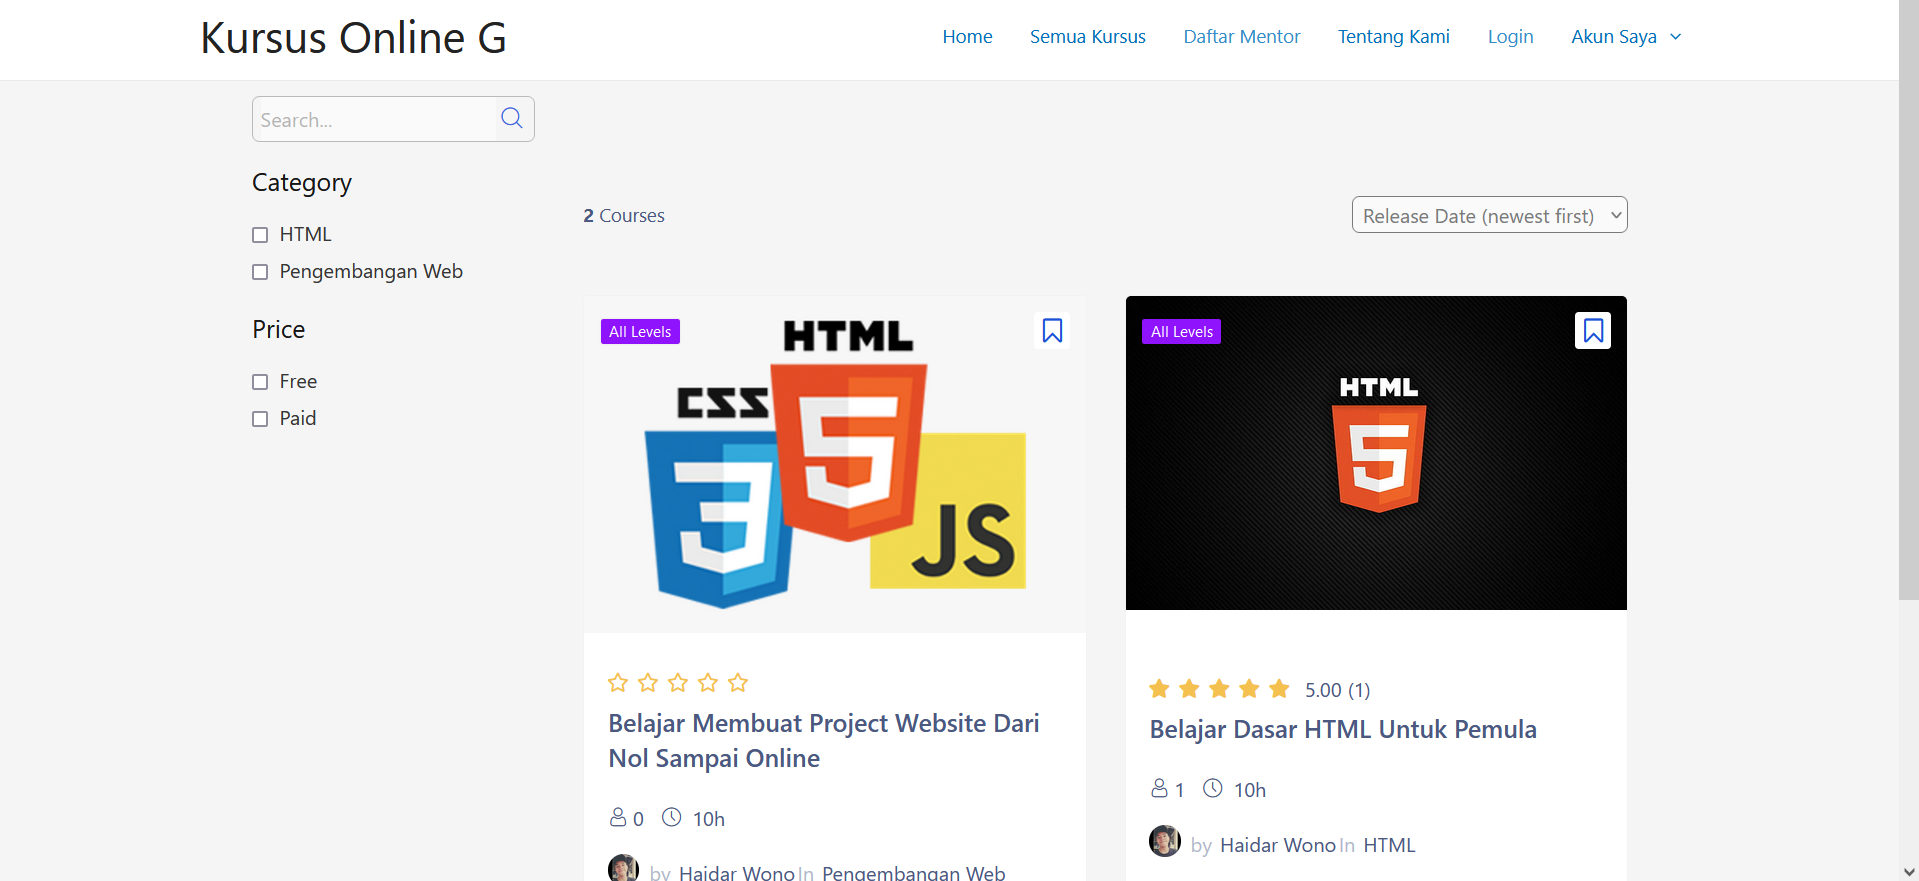 Kursus Online G
Home Semua Kursus Daftar Mentor Tentang Kami Login Akun Saya
Search...
Category
HTML
Pengembangan Web
Price
Free
Paid
2 Courses
Release Date (newest first)
All Levels
HTML
CSS
5
3
JS
Belajar Membuat Project Website Dari
Nol Sampai Online
0 10h
by Haidar Wono In Pengembangan Web
All Levels
HTML
5
5.00 (1)
Belajar Dasar HTML Untuk Pemula
1 10h
by Haidar Wono In HTML